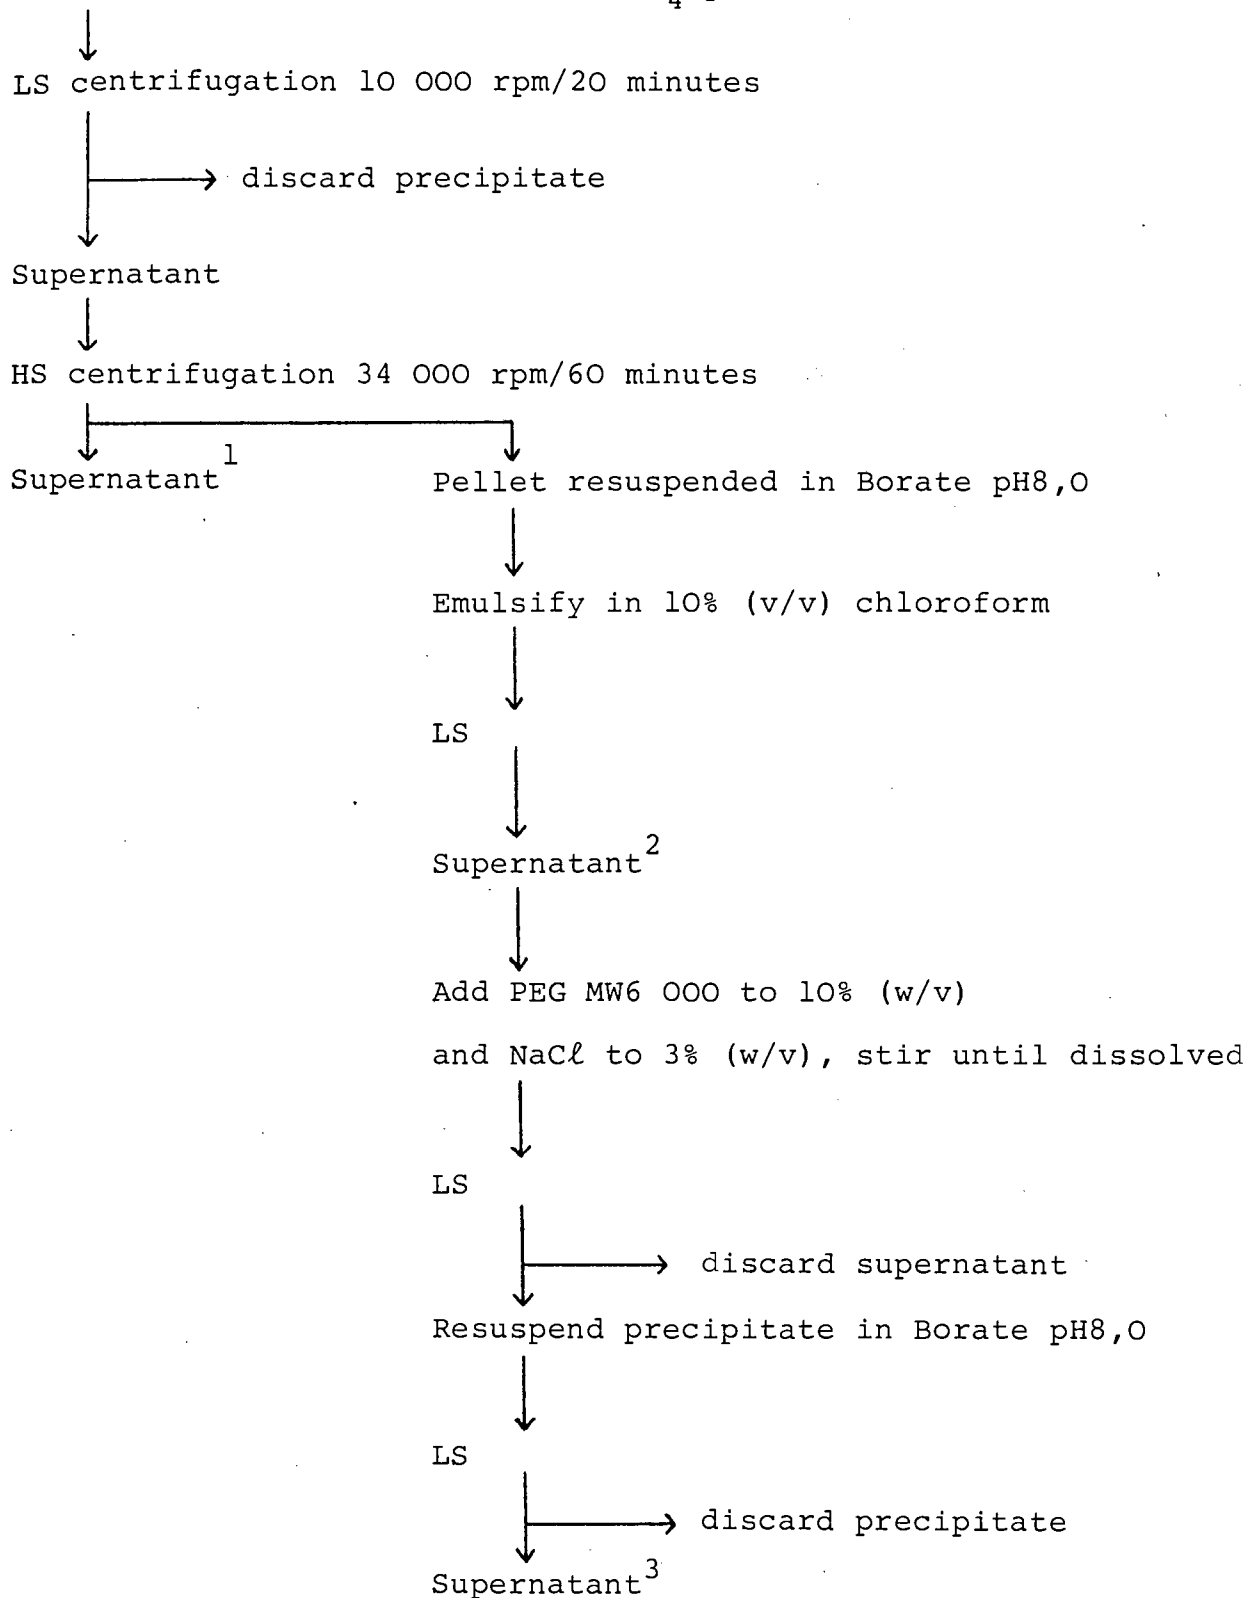 4
LS centrifugation 10 000 rpm/20 minutes
discard precipitate
Supernatant
HS centrifugation 34 000 rpm/60 minutes
Supernatant1
Pellet resuspended in Borate pH8,0
Emulsify in 10% (v/v) chloroform
LS
Supernatant2
Add PEG MW6 000 to 10% (w/v)
and NaCℓ to 3% (w/v), stir until dissolved
LS
discard supernatant
Resuspend precipitate in Borate pH8,0
LS
discard precipitate
Supernatant3